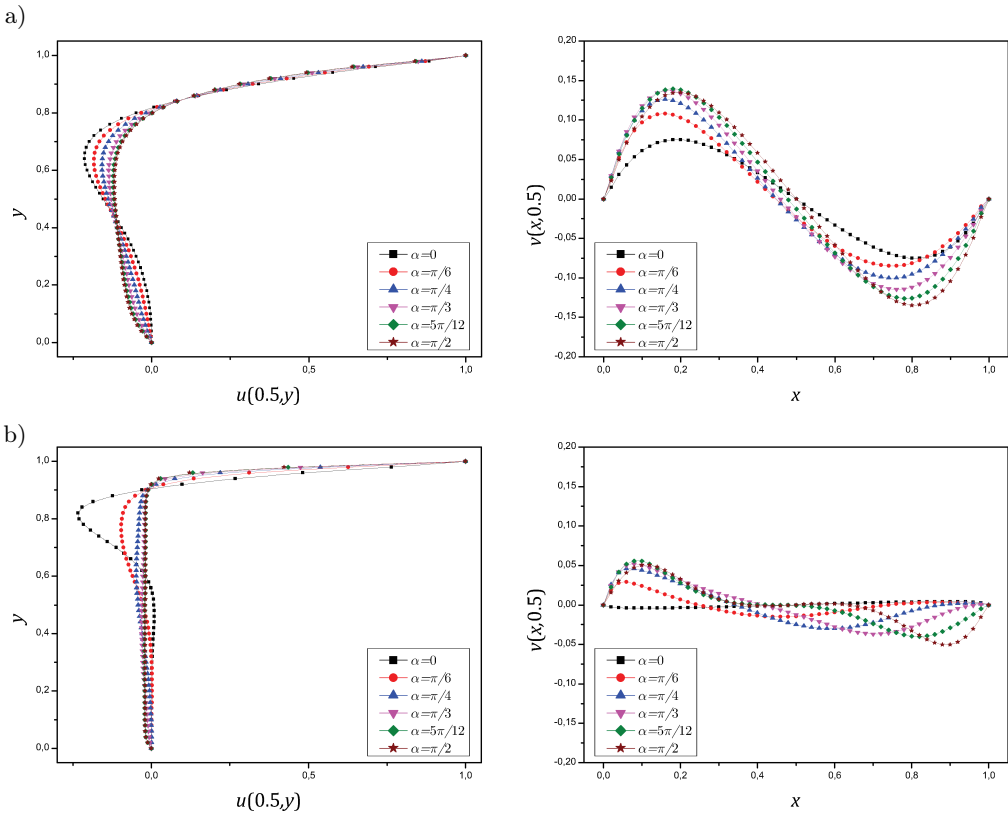 a)
1,0
0,8
0,6
0,4
0,2
0,0
y
α=0
α=π/6
α=π/4
α=π/3
α=5π/12
α=π/2
0,0
0,5
1,0
u(0.5,y)
0,20
0,15
0,10
0,05
0,00
-0,05
-0,10
-0,15
-0,20
v(x,0.5)
α=0
α=π/6
α=π/4
α=π/3
α=5π/12
α=π/2
0,0
0,2
0,4
0,6
0,8
1,0
x
b)
1,0
0,8
0,6
0,4
0,2
0,0
y
α=0
α=π/6
α=π/4
α=π/3
α=5π/12
α=π/2
0,0
0,5
1,0
u(0.5,y)
0,20
0,15
0,10
0,05
0,00
-0,05
-0,10
-0,15
-0,20
v(x,0.5)
α=0
α=π/6
α=π/4
α=π/3
α=5π/12
α=π/2
0,0
0,2
0,4
0,6
0,8
1,0
x